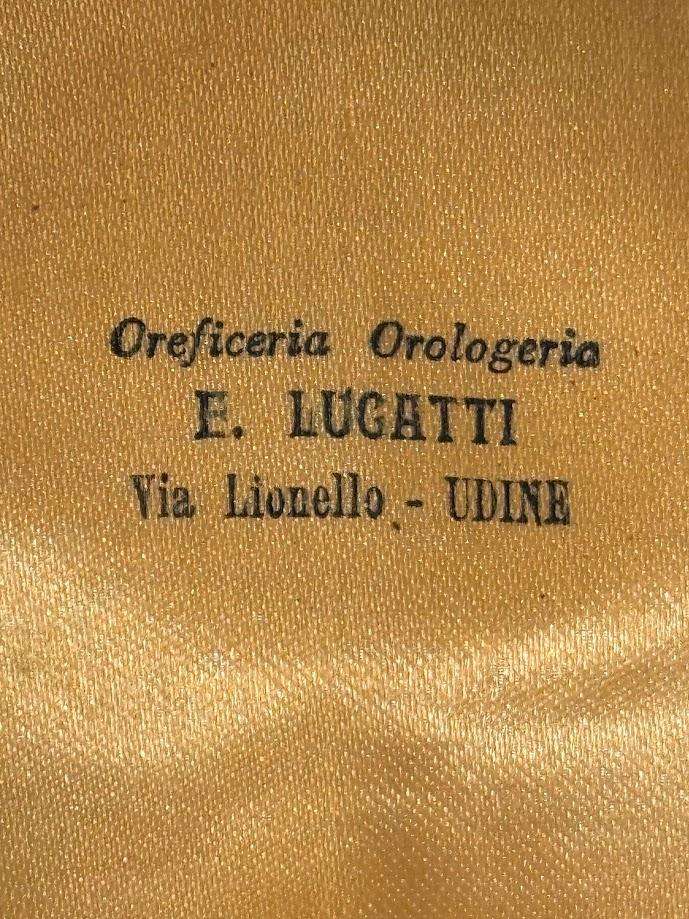 Oreficeria Orologeria
E. LUGATTI
Via Lionello - UDINE